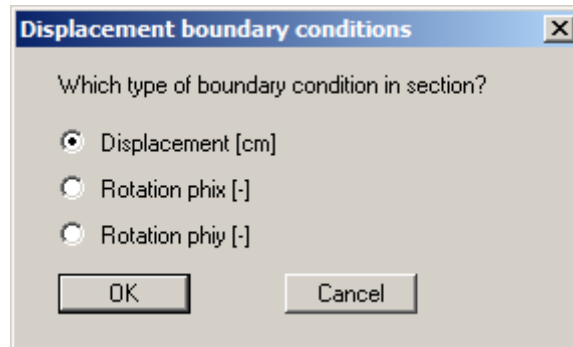 Displacement boundary conditions
Which type of boundary condition in section?
Displacement [cm]
Rotation phix [-]
Rotation phiy [-]
OK Cancel